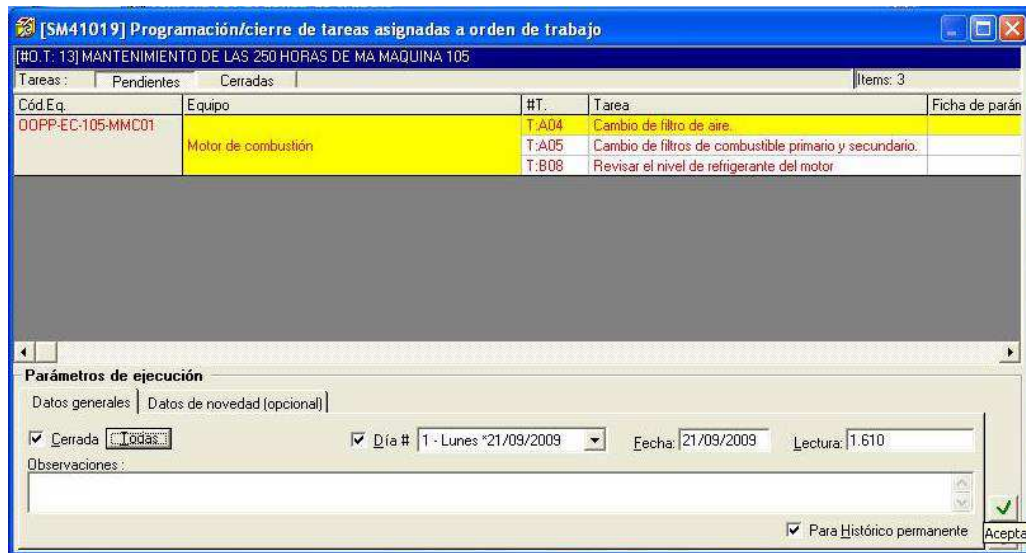 [SM41019] Programación/cierre de tareas asignadas a orden de trabajo
[#O.T: 13] MANTENIMIENTO DE LAS 250 HORAS DE MA MAQUINA 105
Tareas : Pendientes Cerradas Items: 3
Cód.Eq. Equipo #T. Tarea Ficha de parám
OOPP-EC-105-MMC01 T:A04 Cambio de filtro de aire.
Motor de combustión T:A05 Cambio de filtros de combustible primario y secundario.
T:B08 Revisar el nivel de refrigerante del motor
Parámetros de ejecución
Datos generales Datos de novedad (opcional)
Cerrada Todas Día # 1 - Lunes *21/09/2009 Fecha: 21/09/2009 Lectura: 1.610
Observaciones :
Para Histórico permanente Acepta